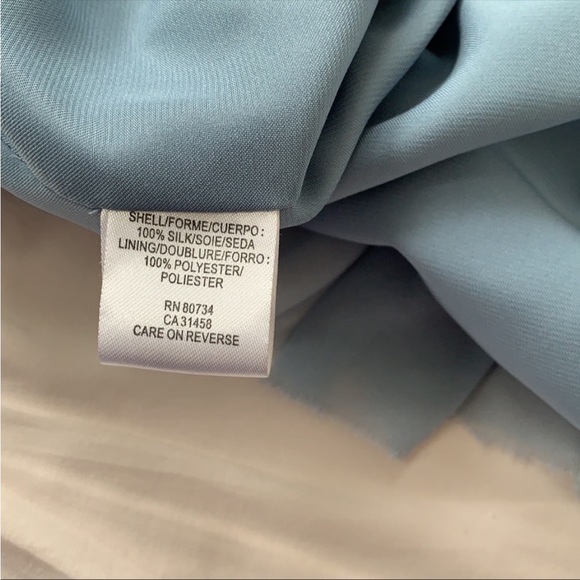 SHELL/FORME/CUERPO:
100% SILK/SOIE/SEDA
LINING/DOUBLURE/FORRO:
100% POLYESTER/
POLIESTER
RN 80734
CA 31458
CARE ON REVERSE